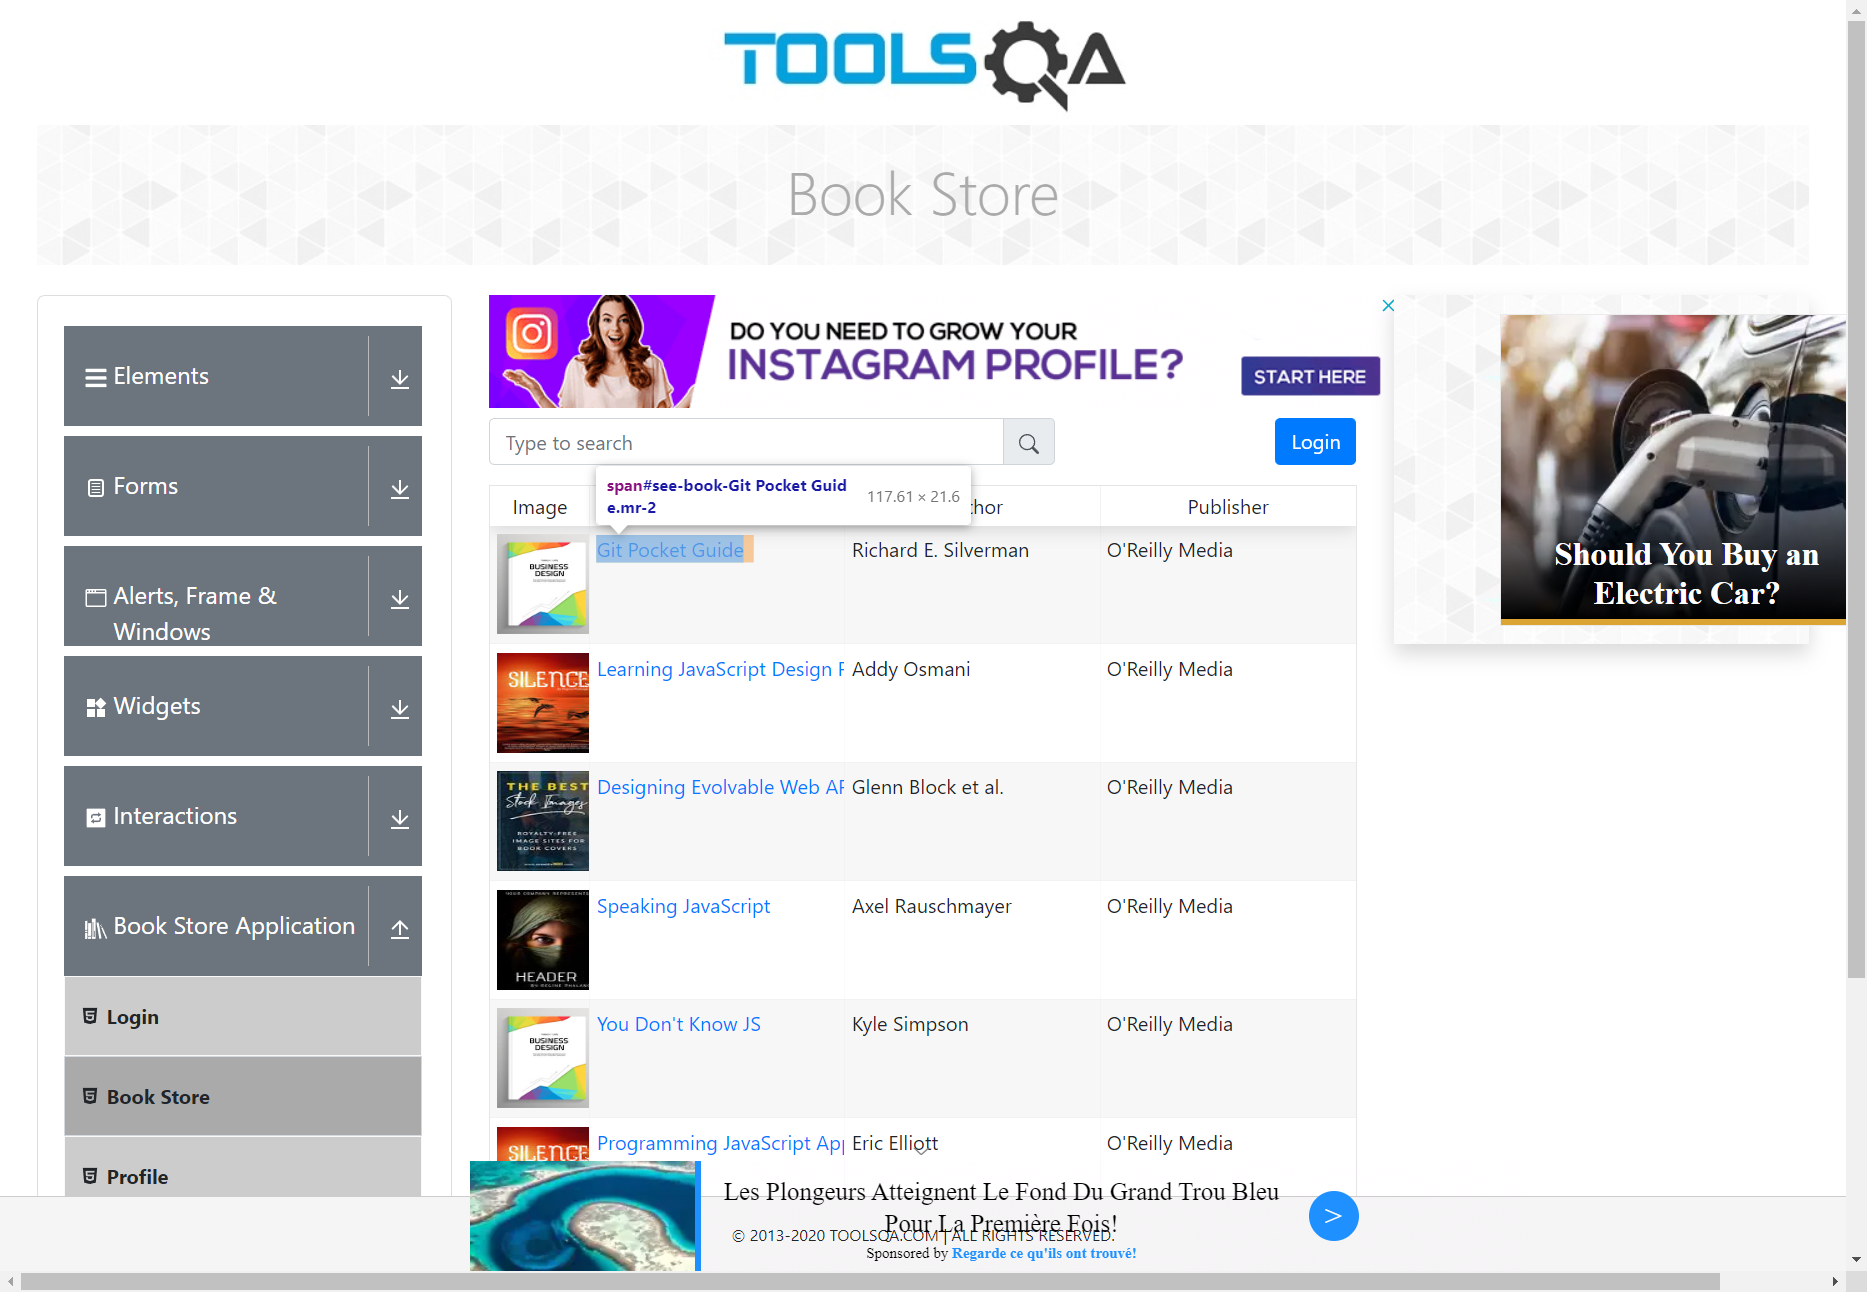 TOOLSQA
Book Store
Elements
Forms
Alerts, Frame &
Windows
Widgets
Interactions
Book Store Application
Login
Book Store
Profile
DO YOU NEED TO GROW YOUR
INSTAGRAM PROFILE?
START HERE
Type to search
Login
span#see-book-Git Pocket Guid
e.mr-2
117.61 × 21.6
Image
hor
Publisher
BUSINESS
DESIGN
Git Pocket Guide
Richard E. Silverman
O'Reilly Media
SILENCE
Learning JavaScript Design P
Addy Osmani
O'Reilly Media
THE BEST
Stock Images
ROYALTY-FREE
IMAGE SITES FOR
BOOK COVERS
Designing Evolvable Web AP
Glenn Block et al.
O'Reilly Media
HEADER
Speaking JavaScript
Axel Rauschmayer
O'Reilly Media
BUSINESS
DESIGN
You Don't Know JS
Kyle Simpson
O'Reilly Media
SILENCE
Programming JavaScript App
Eric Elliott
O'Reilly Media
Should You Buy an
Electric Car?
Les Plongeurs Atteignent Le Fond Du Grand Trou Bleu
Pour La Première Fois!
© 2013-2020 TOOLSQA.COM | ALL RIGHTS RESERVED.
Sponsored by Regarde ce qu'ils ont trouvé!